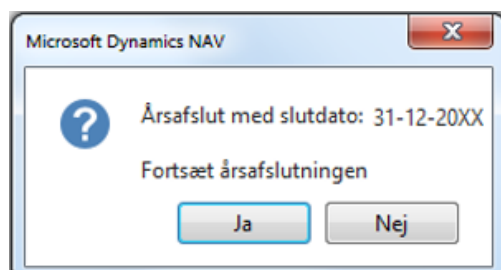 Microsoft Dynamics NAV
Årsafslut med slutdato: 31-12-20XX
Fortsæt årsafslutningen
Ja Nej